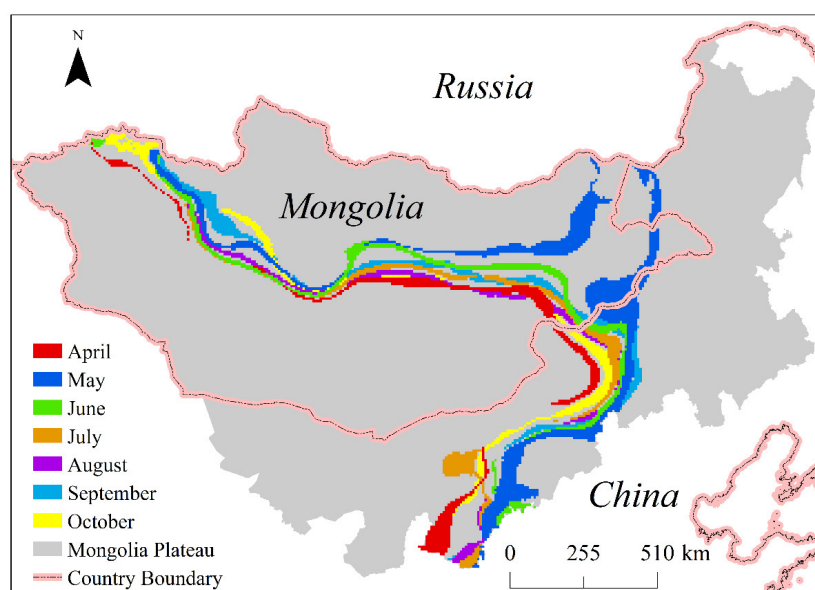 N
Russia
Mongolia
April
May
June
July
August
September
October
Mongolia Plateau
Country Boundary
China
0 255 510 km